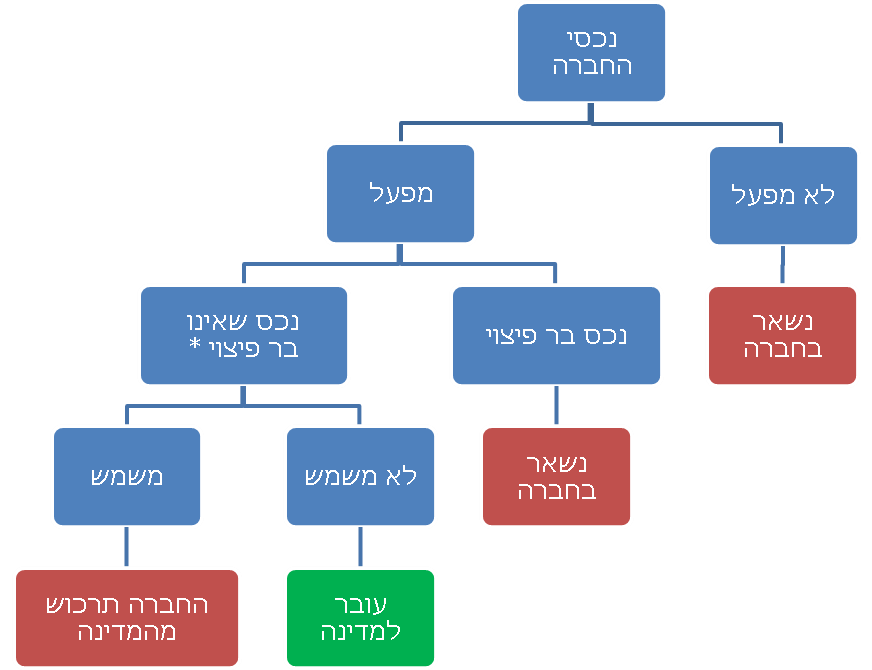 נכסי
החברה
לא מפעל
מפעל
נשאר
בחברה
נכס בר פיצוי
נכס שאינו
בר פיצוי *
נשאר
בחברה
לא משמש
משמש
עובר
למדינה
החברה תרכוש
מהמדינה